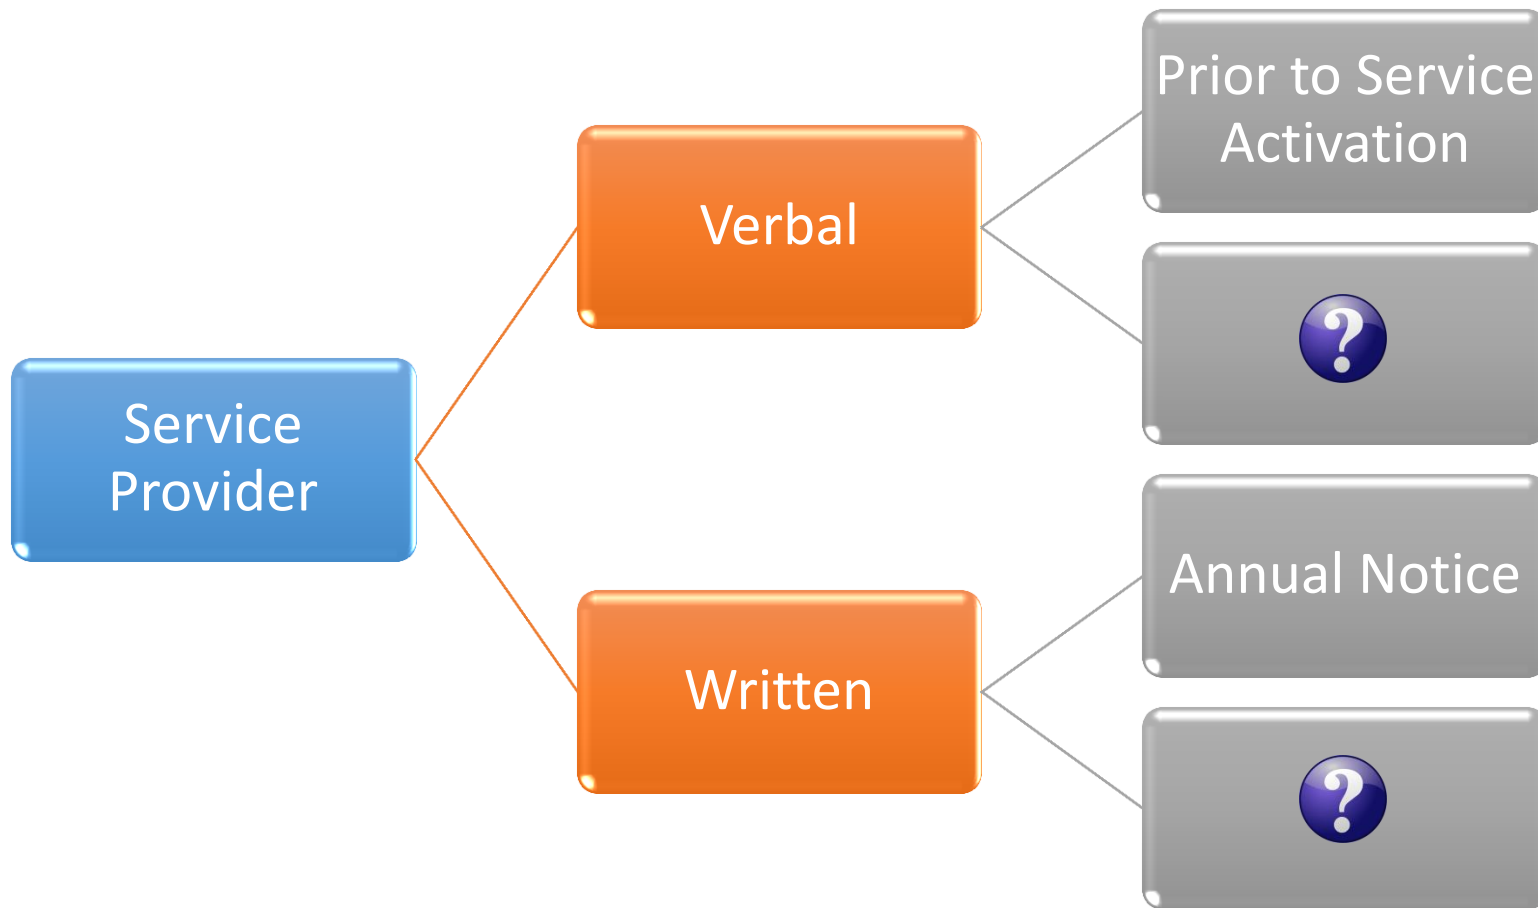 Prior to Service
Activation
Verbal
?
Service
Provider
Annual Notice
Written
?